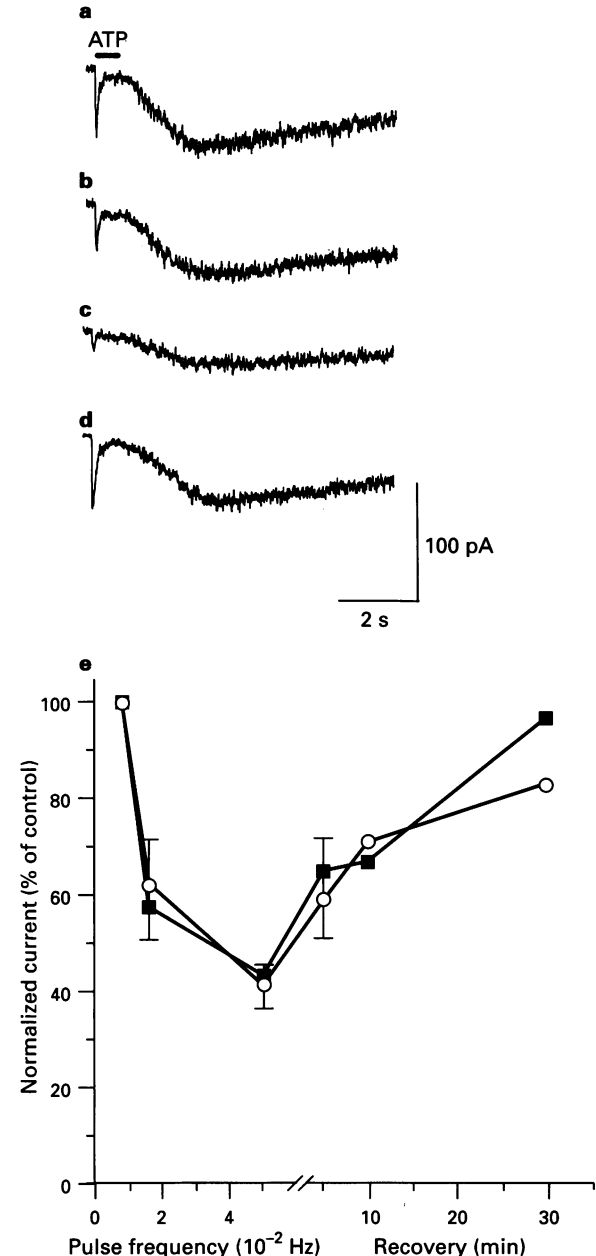 a
ATP
b
c
d
100 pA
2 s
e
100
80
60
40
20
0
Normalized current (% of control)
0 2 4 10 20 30
Pulse frequency (10⁻² Hz) Recovery (min)